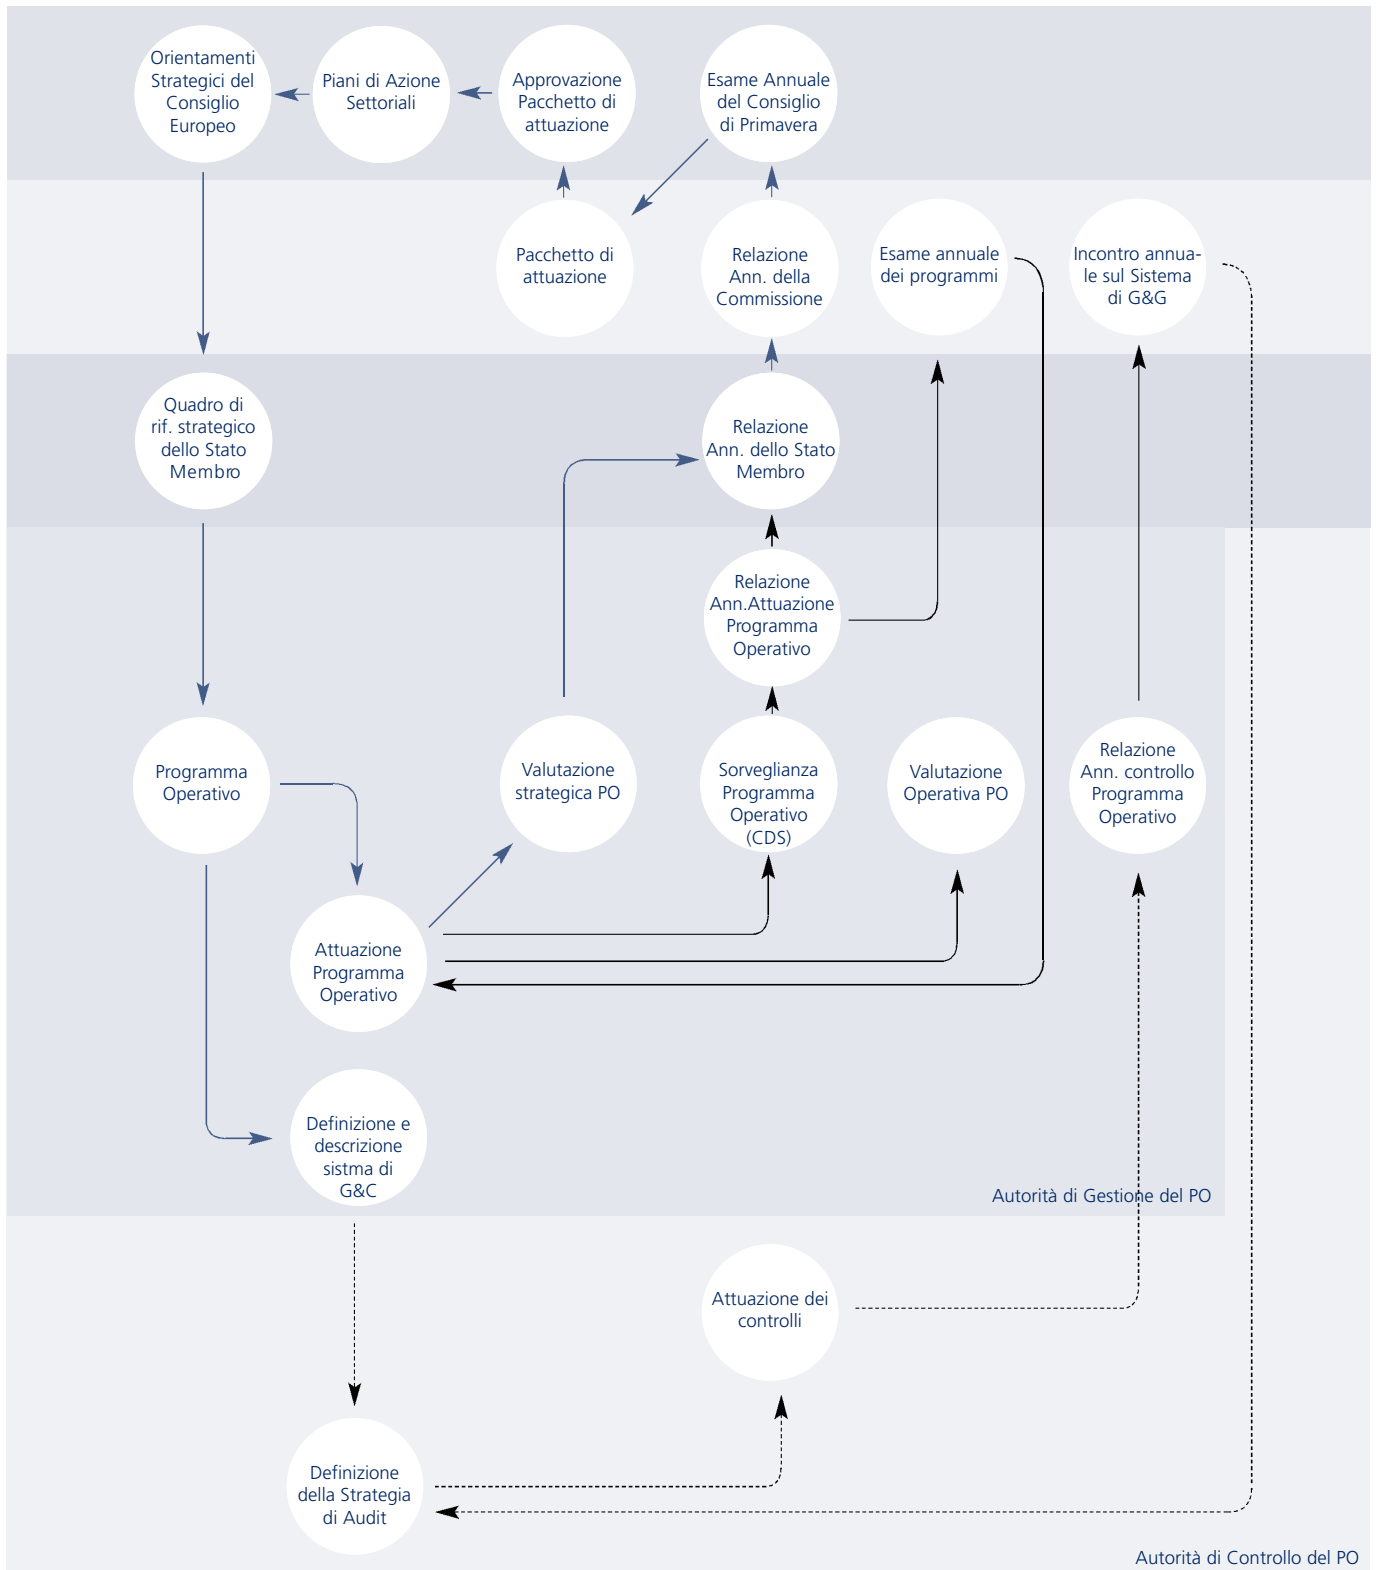 Orientamenti
Strategici del
Consiglio
Europeo
Piani di Azione
Settoriali
Approvazione
Pacchetto di
attuazione
Esame Annuale
del Consiglio
di Primavera
Pacchetto di
attuazione
Relazione
Ann. della
Commissione
Esame annuale
dei programmi
Incontro annua-
le sul Sistema
di G&G
Quadro di
rif. strategico
dello Stato
Membro
Relazione
Ann. dello Stato
Membro
Relazione
Ann.Attuazione
Programma
Operativo
Programma
Operativo
Valutazione
strategica PO
Sorveglianza
Programma
Operativo
(CDS)
Valutazione
Operativa PO
Relazione
Ann. controllo
Programma
Operativo
Attuazione
Programma
Operativo
Definizione e
descrizione
sistma di
G&C
Autorità di Gestione del PO
Attuazione dei
controlli
Definizione
della Strategia
di Audit
Autorità di Controllo del PO